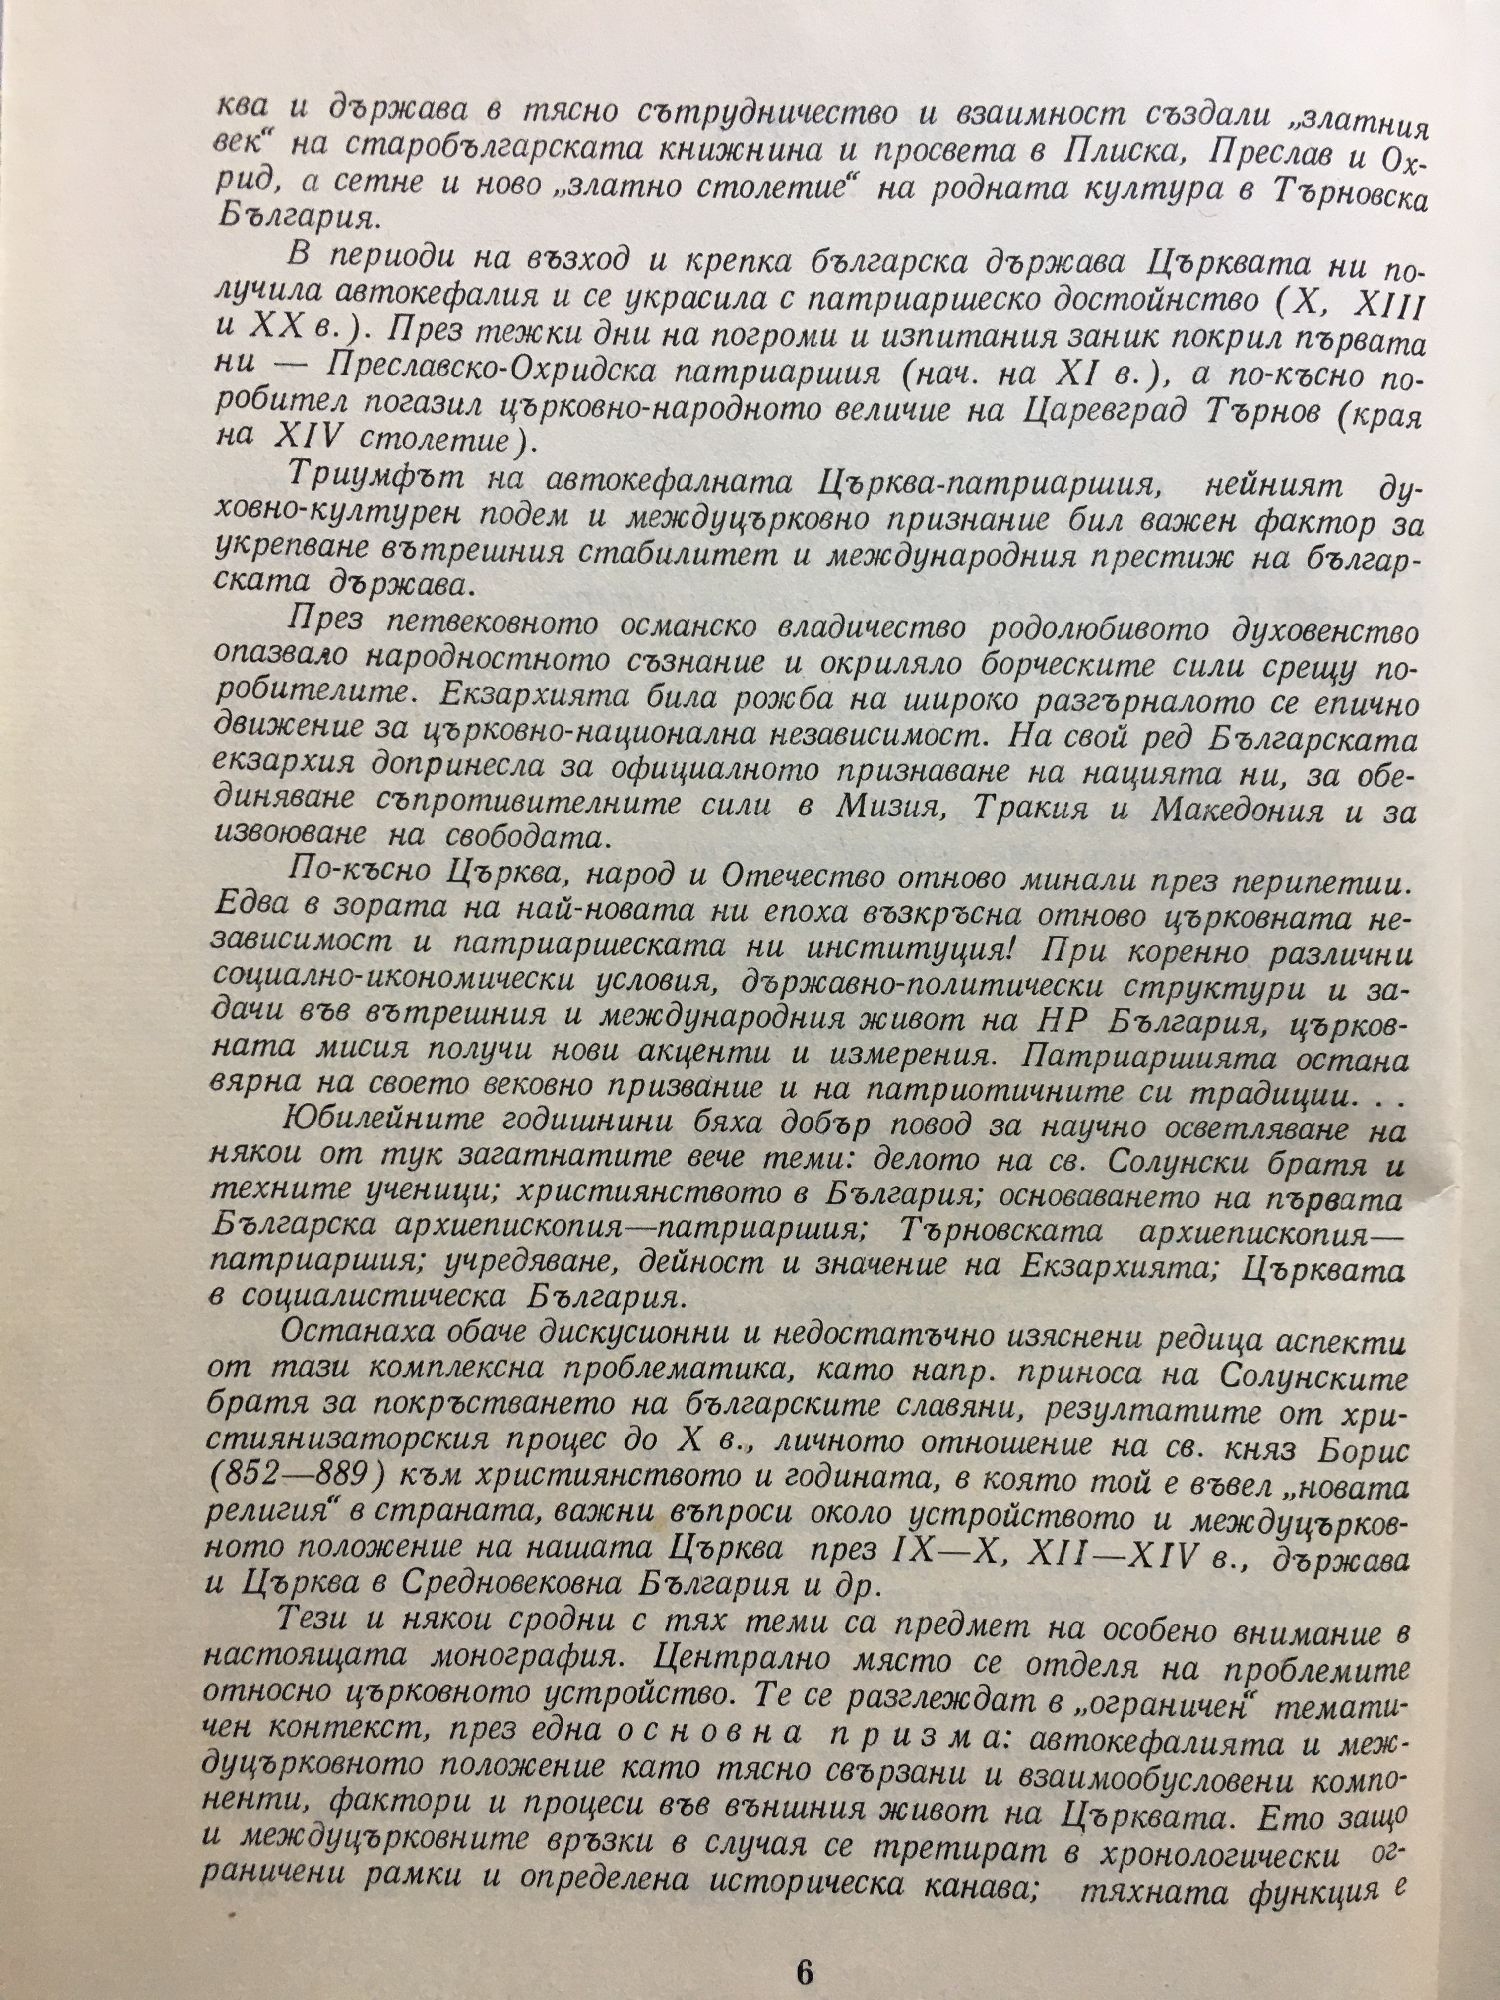 ква и държава в тясно сътрудничество и взаимност създали „златния
век“ на старобългарската книжнина и просвета в Плиска, Преслав и Ох-
рид, а сетне и ново „златно столетие“ на родната култура в Търновска
България.
В периоди на възход и крепка българска държава Църквата ни по-
лучила автокефалия и се украсила с патриаршеско достойнство (X, XIII
и XX в.). През тежки дни на погроми и изпитания заник покрил първата
ни — Преславско-Охридска патриаршия (нач. на XI в.), а по-късно по-
робител погазил църковно-народното величие на Царевград Търнов (края
на XIV столетие).
Триумфът на автокефалната Църква-патриаршия, нейният ду-
ховно-културен подем и междуцърковно признание бил важен фактор за
укрепване вътрешния стабилитет и международния престиж на българ-
ската държава.
През петвековното османско владичество родолюбивото духовенство
опазвало народностното съзнание и окриляло борческите сили срещу по-
робителите. Екзархията била рожба на широко разгърналото се епично
движение за църковно-национална независимост. На свой ред Българската
екзархия допринесла за официалното признаване на нацията ни, за обе-
диняване съпротивителните сили в Мизия, Тракия и Македония и за
извоюване на свободата.
По-късно Църква, народ и Отечество отново минали през перипетии.
Едва в зората на най-новата ни епоха възкръсна отново църковната не-
зависимост и патриаршеската ни институция! При коренно различни
социално-икономически условия, държавно-политически структури и за-
дачи във вътрешния и международния живот на НР България, църков-
ната мисия получи нови акценти и измерения. Патриаршията остана
вярна на своето вековно призвание и на патриотичните си традиции. . .
Юбилейните годишнини бяха добър повод за научно осветляване на
някои от тук загатнатите вече теми: делото на св. Солунски братя и
техните ученици; християнството в България; основаването на първата
Българска архиепископия—патриаршия; Търновската архиепископия—
патриаршия; учредяване, дейност и значение на Екзархията; Църквата
в социалистическа България.
Останаха обаче дискусионни и недостатъчно изяснени редица аспекти
от тази комплексна проблематика, като напр. приноса на Солунските
братя за покръстването на българските славяни, резултатите от хри-
стиянизаторския процес до X в., личното отношение на св. княз Борис
(852—889) към християнството и годината, в която той е въвел „новата
религия“ в страната, важни въпроси около устройството и междуцърков-
ното положение на нашата Църква през IX—X, XII—XIV в., държава
и Църква в Средновековна България и др.
Тези и някои сродни с тях теми са предмет на особено внимание в
настоящата монография. Централно място се отделя на проблемите
относно църковното устройство. Те се разглеждат в „ограничен“ темати-
чен контекст, през една основна призма: автокефалията и меж-
дуцърковното положение като тясно свързани и взаимообусловени компо-
ненти, фактори и процеси във външния живот на Църквата. Ето защо
и междуцърковните връзки в случая се третират в хронологически ог-
раничени рамки и определена историческа канава; тяхната функция е
6